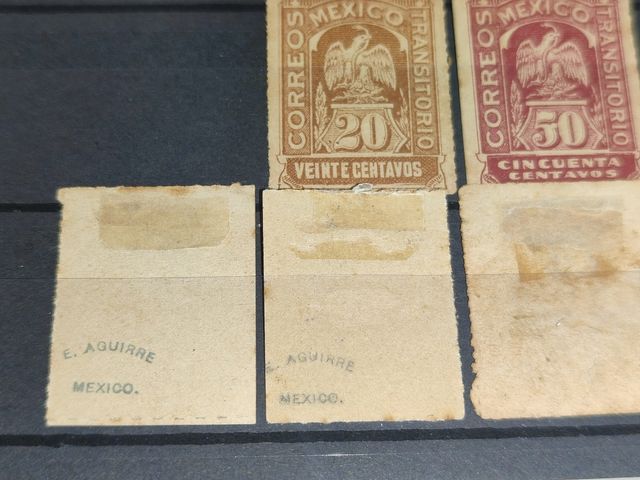 CORREOS
MEXICO
TRANSITORIO
20
VEINTE CENTAVOS
CORREOS
MEXICO
TRANSITORIO
50
CINCUENTA
CENTAVOS
E. AGUIRRE
MEXICO.
E. AGUIRRE
MEXICO.